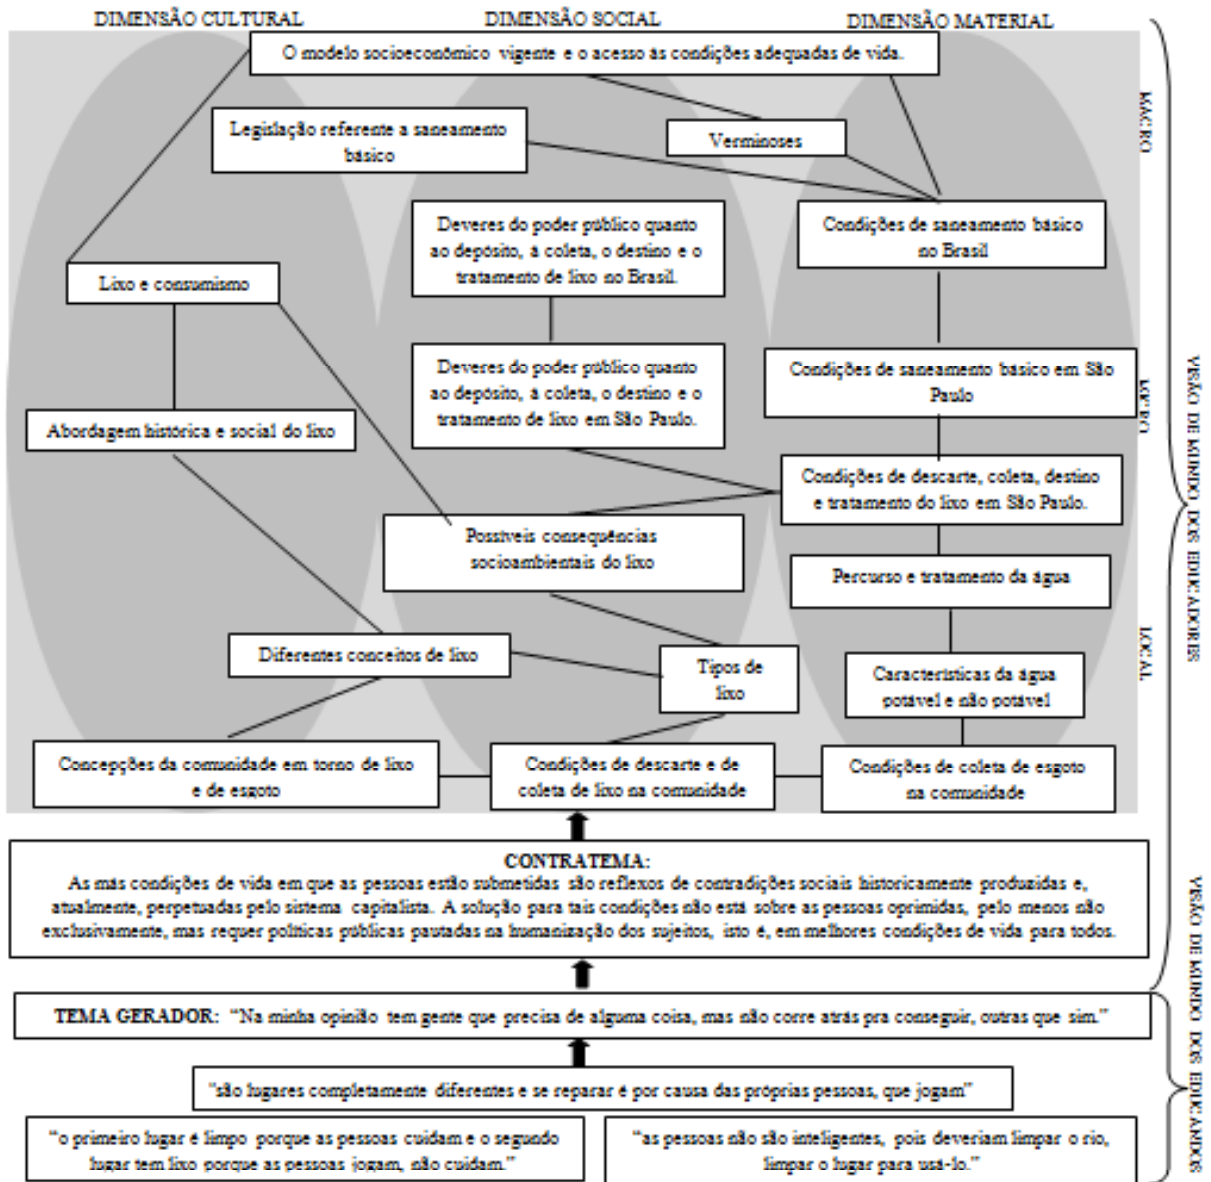 DIMENSÃO CULTURAL
DIMENSÃO SOCIAL
DIMENSÃO MATERIAL
O modelo socioeconômico vigente e o acesso às condições adequadas de vida.
MACRO
Legislação referente a saneamento
básico
Verminoses
Deveres do poder público quanto
ao depósito, à coleta, o destino e o
tratamento de lixo no Brasil.
Condições de saneamento básico
no Brasil
Lixo e consumismo
Deveres do poder público quanto
ao depósito, à coleta, o destino e o
tratamento de lixo em São Paulo.
Condições de saneamento básico em São
Paulo
MICRO
Abordagem histórica e social do lixo
Condições de descarte, coleta, destino
e tratamento do lixo em São Paulo.
Possíveis consequências
socioambientais do lixo
Percurso e tratamento da água
Diferentes conceitos de lixo
Tipos de
lixo
Características da água
potável e não potável
LOCAL
Concepções da comunidade em torno de lixo
e de esgoto
Condições de descarte e de
coleta de lixo na comunidade
Condições de coleta de esgoto
na comunidade
VISÃO DE MUNDO DOS EDUCADORES
CONTRATEMA:
As más condições de vida em que as pessoas estão submetidas são reflexos de contradições sociais historicamente produzidas e,
atualmente, perpetuadas pelo sistema capitalista. A solução para tais condições não está sobre as pessoas oprimidas, pelo menos não
exclusivamente, mas requer políticas públicas pautadas na humanização dos sujeitos, isto é, em melhores condições de vida para todos.
TEMA GERADOR: “Na minha opinião tem gente que precisa de alguma coisa, mas não corre atrás pra conseguir, outras que sim.”
“são lugares completamente diferentes e se reparar é por causa das próprias pessoas, que jogam”
“o primeiro lugar é limpo porque as pessoas cuidam e o segundo
lugar tem lixo porque as pessoas jogam, não cuidam.”
“as pessoas não são inteligentes, pois deveriam limpar o rio,
limpar o lugar para usá-lo.”
VISÃO DE MUNDO DOS EDUCANDOS